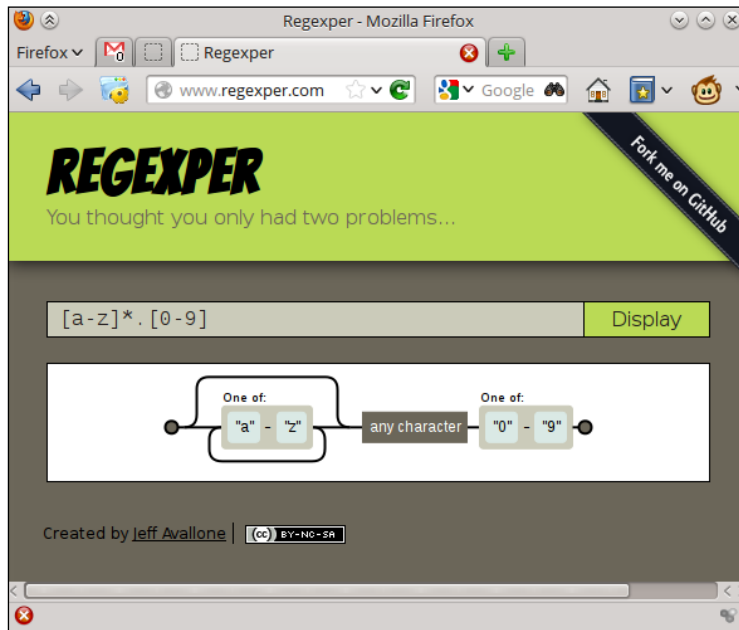 Regexper - Mozilla Firefox
Firefox
0
Regexper
www.regexper.com
Google
REGEXPER
You thought you only had two problems...
Fork me on GitHub
[a-z]*.[0-9]
Display
One of:
One of:
"a" - "z"
any character
"0" - "9"
Created by Jeff Avallone
(cc) BY-NC-SA